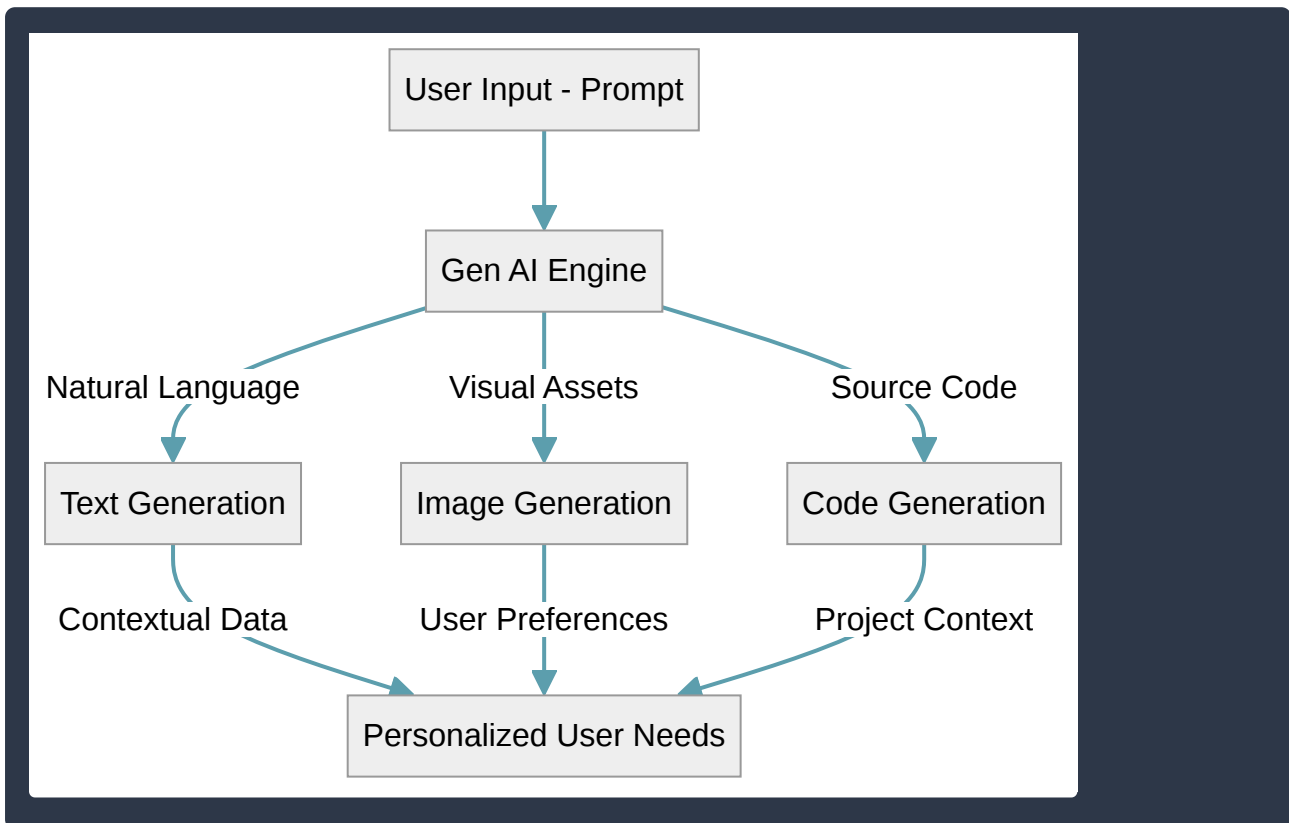 User Input - Prompt
Gen AI Engine
Natural Language
Visual Assets
Source Code
Text Generation
Image Generation
Code Generation
Contextual Data
User Preferences
Project Context
Personalized User Needs